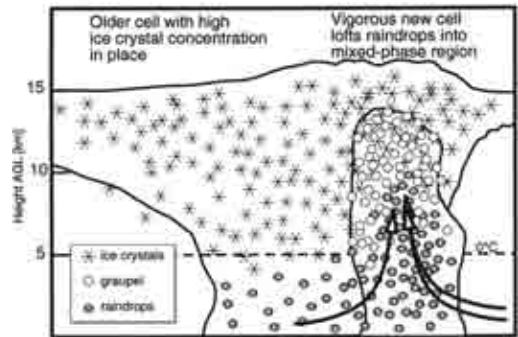 Older cell with high
ice crystal concentration
in place
Vigorous new cell
lofts raindrops into
mixed-phase region
15
10
5
Height AGL [km]
0°C
ice crystals
graupel
raindrops